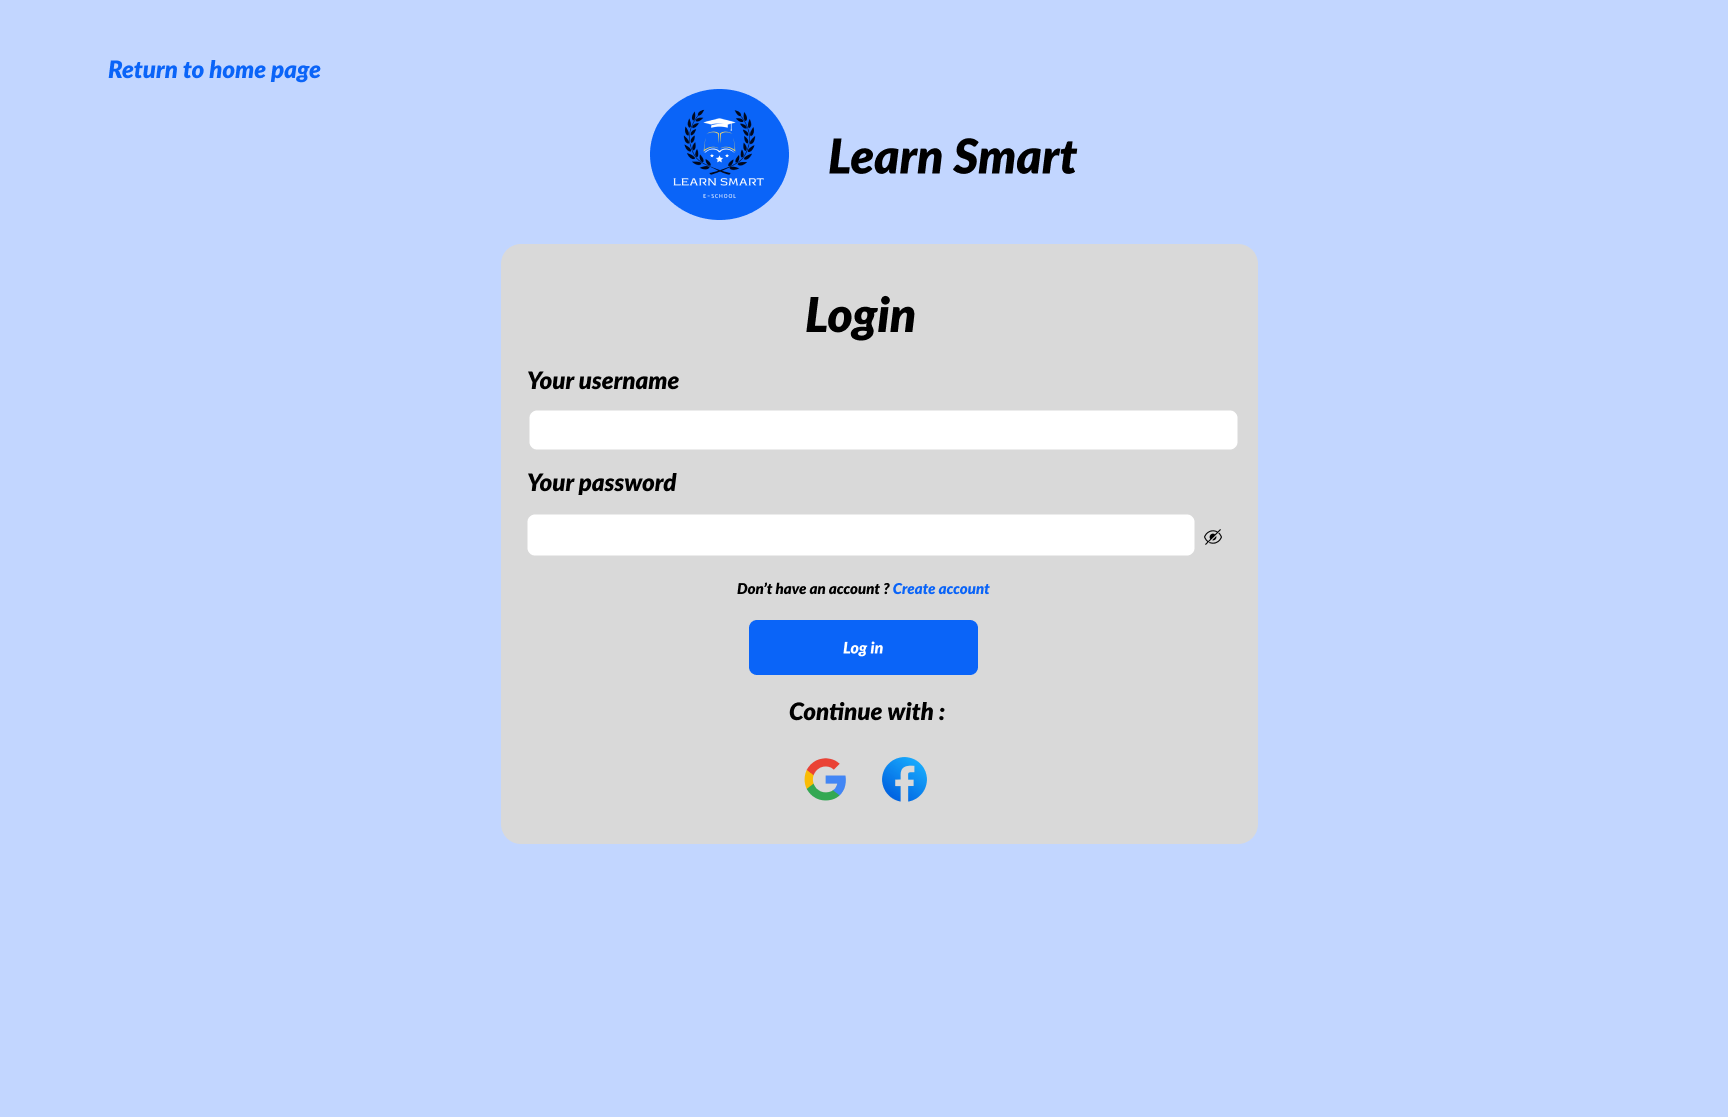 Return to home page
LEARN SMART
E-SCHOOL
Learn Smart
Login
Your username
Your password
Don't have an account ? Create account
Log in
Continue with :